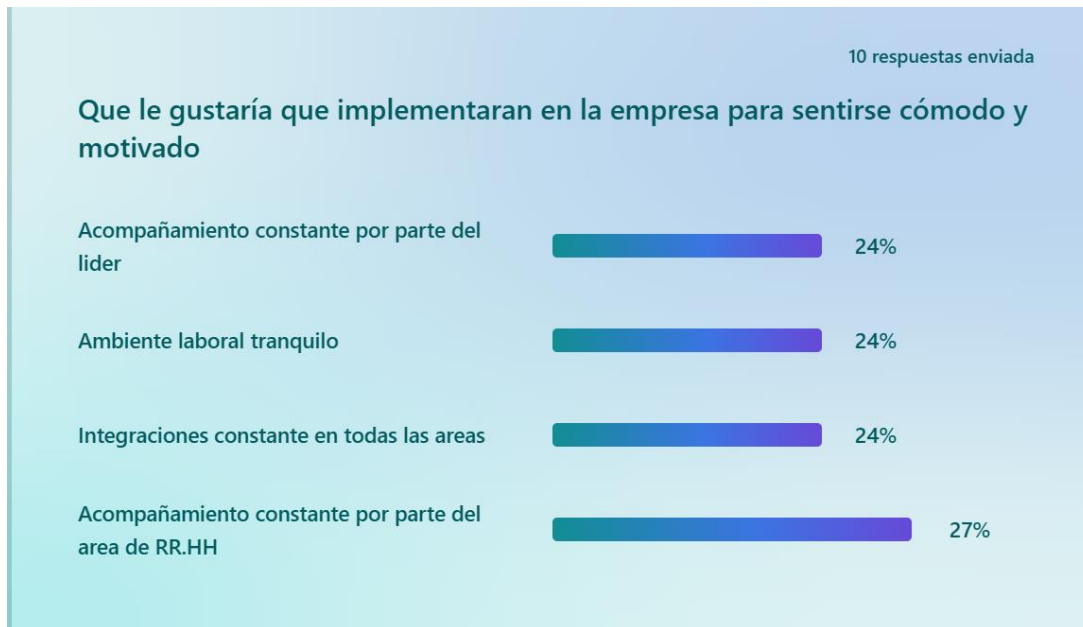 10 respuestas enviada
Que le gustaría que implementaran en la empresa para sentirse cómodo y
motivado
Acompañamiento constante por parte del
lider
24%
Ambiente laboral tranquilo
24%
Integraciones constante en todas las areas
24%
Acompañamiento constante por parte del
area de RR.HH
27%